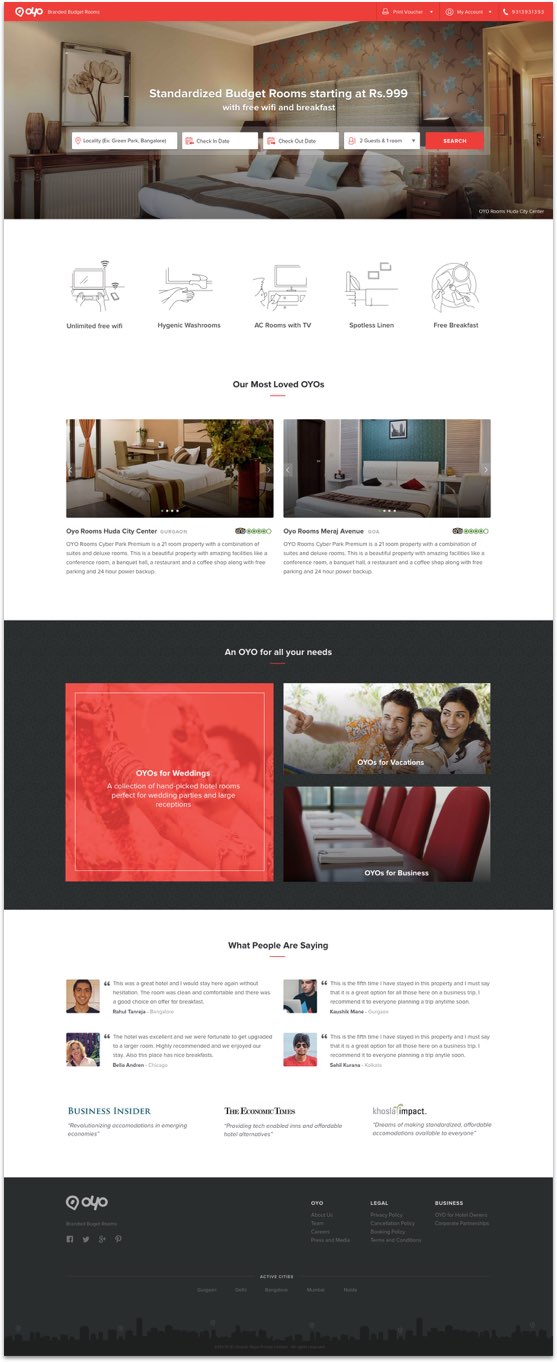 OYO Branded Budget Rooms
Print Voucher
My Account
9313931393
Standardized Budget Rooms starting at Rs.999
with free wifi and breakfast
Locality (Ex: Green Park, Bangalore)
Check In Date
Check Out Date
2 Guests & 1 room
SEARCH
OYO Rooms Huda City Center
Unlimited free wifi
Hygenic Washrooms
AC Rooms with TV
Spotless Linen
Free Breakfast
Our Most Loved OYOs
Oyo Rooms Huda City Center GURGAON
OYO Rooms Cyber Park Premium is a 21 room property with a combination of
suites and deluxe rooms. This is a beautiful property with amazing facilities like a
conference room, a banquet hall, a restaurant and a coffee shop along with free
parking and 24 hour power backup.
Oyo Rooms Meraj Avenue GOA
OYO Rooms Cyber Park Premium is a 21 room property with a combination of
suites and deluxe rooms. This is a beautiful property with amazing facilities like a
conference room, a banquet hall, a restaurant and a coffee shop along with free
parking and 24 hour power backup.
An OYO for all your needs
OYOs for Weddings
A collection of hand-picked hotel rooms
perfect for wedding parties and large
receptions
OYOs for Vacations
OYOs for Business
What People Are Saying
This was a great hotel and I would stay here again without
hesitation. The room was clean and comfortable and there was
a good choice on offer for breakfast.
Rahul Taneja - Bangalore
This is the fifth time I have stayed in this property and I must say
that it is a great option for all those here on a business trip. I
recommend it to everyone planning a trip anytime soon.
Kaushik Mane - Gurgaon
The hotel was excellent and we were fortunate to get upgraded
to a larger room. Highly recommended and we enjoyed our
stay. Also this place has nice breakfasts.
Bella Andren - Chicago
This is the fifth time I have stayed in this property and I must say
that it is a great option for all those here on a business trip. I
recommend it to everyone planning a trip anytie soon.
Sahil Kurana - Kolkata
BUSINESS INSIDER
"Revolutionizing accomodations in emerging
economies"
THE ECONOMIC TIMES
"Providing tech enabled inns and affordable
hotel alternatives"
khosla impact.
"Dreams of making standardized, affordable
accomodations available to everyone"
OYO
Branded Buget Rooms
OYO
About Us
Team
Careers
Press and Media
LEGAL
Privacy Policy
Cancellation Policy
Booking Policy
Terms and Conditions
BUSINESS
OYO for Hotel Owners
Corporate Partnerships
ACTIVE CITIES
Gurgaon
Delhi
Bangalore
Mumbai
Noida